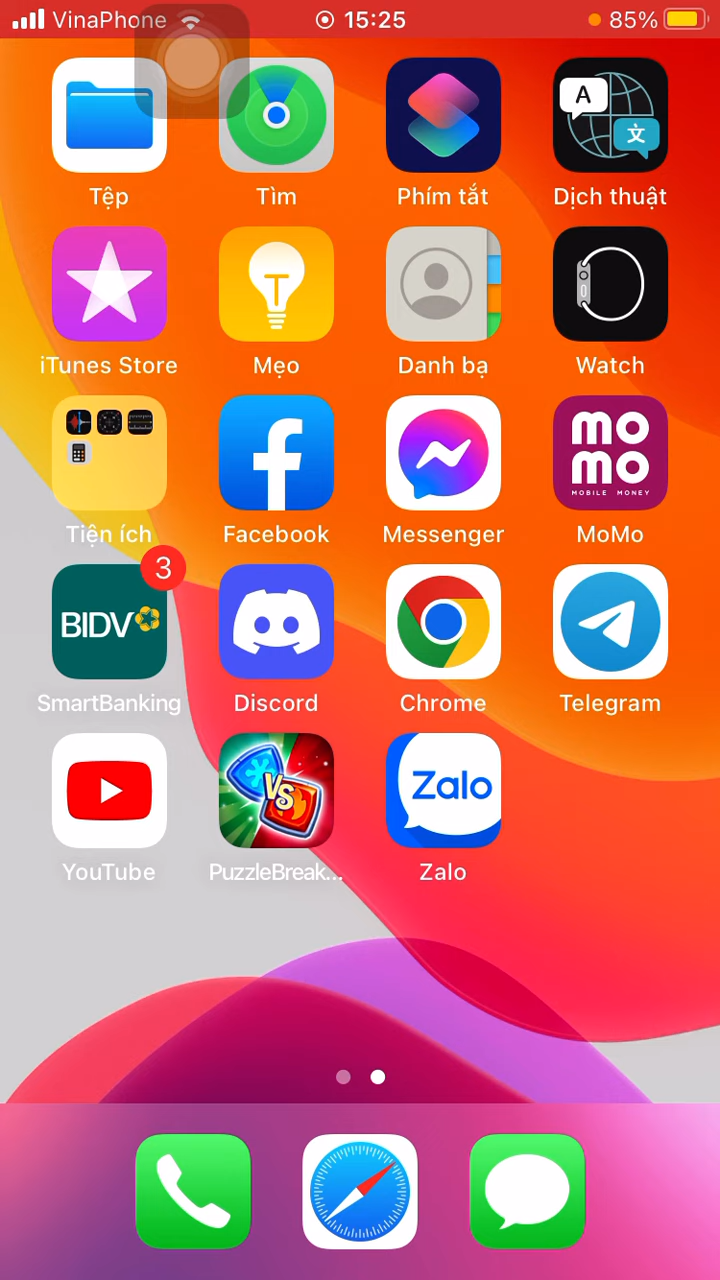 VinaPhone 15:25 85%
A 文
Tệp Tìm Phím tắt Dịch thuật
T
iTunes Store Mẹo Danh bạ Watch
mo
mo
MOBILE MONEY
Tiện ích Facebook Messenger MoMo
3
BIDV
SmartBanking Discord Chrome Telegram
VS Zalo
YouTube PuzzleBreak... Zalo